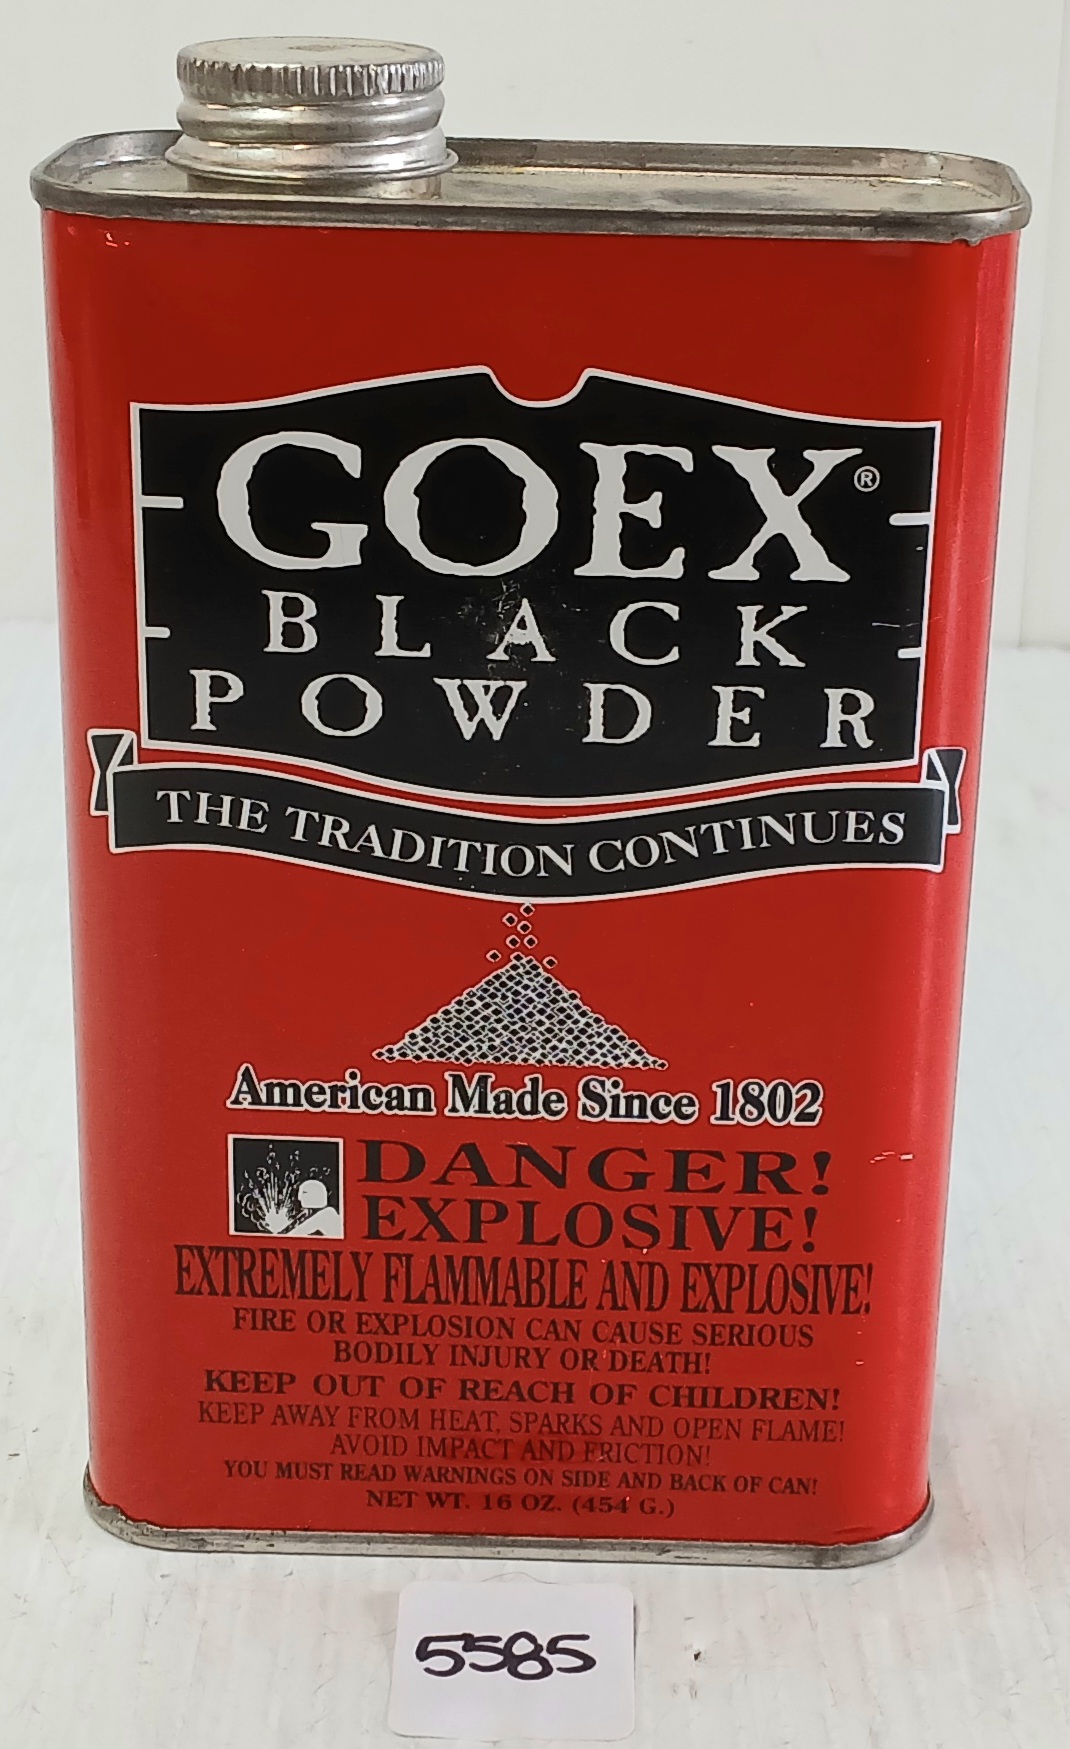 GOEX®
BLACK
POWDER
THE TRADITION CONTINUES
American Made Since 1802
DANGER!
EXPLOSIVE!
EXTREMELY FLAMMABLE AND EXPLOSIVE!
FIRE OR EXPLOSION CAN CAUSE SERIOUS
BODILY INJURY OR DEATH!
KEEP OUT OF REACH OF CHILDREN!
KEEP AWAY FROM HEAT, SPARKS AND OPEN FLAME!
AVOID IMPACT AND FRICTION!
YOU MUST READ WARNINGS ON SIDE AND BACK OF CAN!
NET WT. 16 OZ. (454 G.)
5585